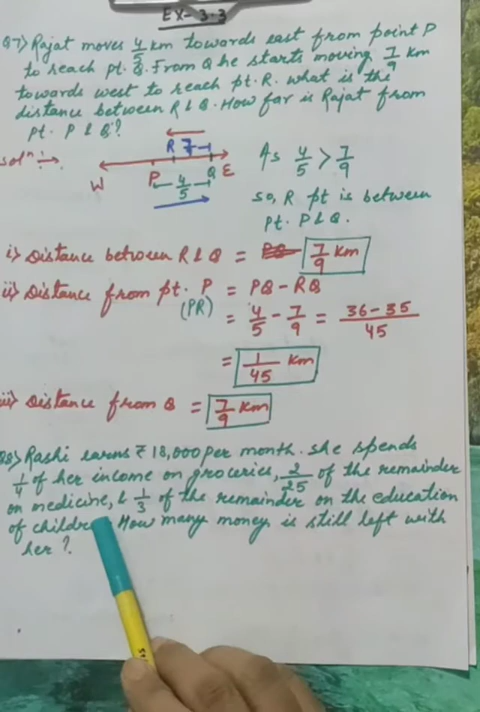 EX-3.3
Q7) Rajat moves 4/5 km towards east from point P
to reach pt. Q. From Q he starts moving 7/9 km
towards west to reach pt. R. what is the
distance between R & Q. How far is Rajat from
pt. P & Q?
Solⁿ:→
R 7
W P Q E
4/5
As 4/5 > 7/9
so, R pt is between
pt. P & Q.
i) Distance between R & Q = 7/9 km
ii) Distance from pt. P = PQ - RQ
(PR) = 4/5 - 7/9 = 36-35/45
= 1/45 km
iii) Distance from Q = 7/9 km
Q8) Rashi earns ₹ 18,000 per month. She spends
1/4 of her income on groceries, 2/25 of the remainder
on medicine, & 1/3 of the remainder on the education
of children. How many money is still left with
her?